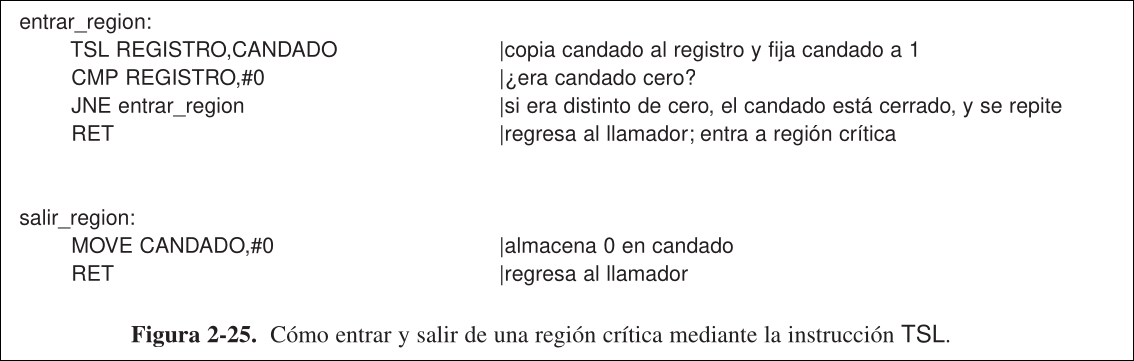 entrar_region:
TSL REGISTRO,CANDADO |copia candado al registro y fija candado a 1
CMP REGISTRO,#0 |¿era candado cero?
JNE entrar_region |si era distinto de cero, el candado está cerrado, y se repite
RET |regresa al llamador; entra a región crítica
salir_region:
MOVE CANDADO,#0 |almacena 0 en candado
RET |regresa al llamador
Figura 2-25. Cómo entrar y salir de una región crítica mediante la instrucción TSL.